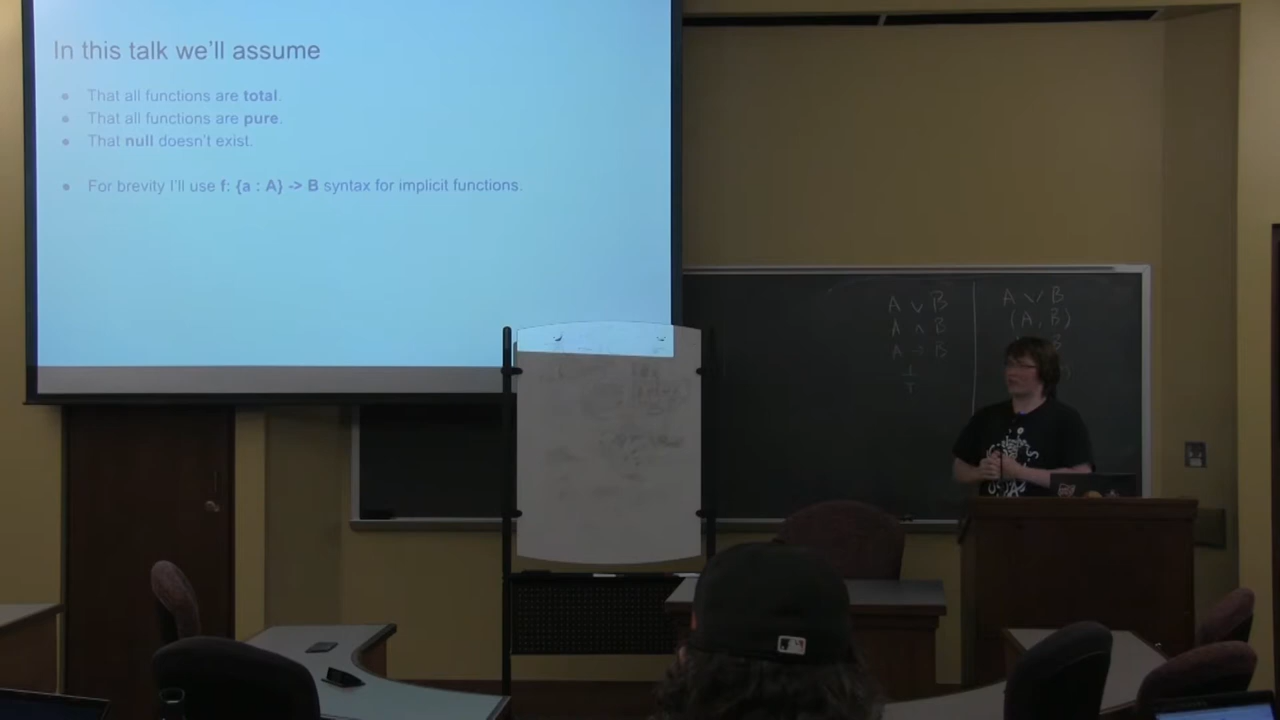 In this talk we'll assume
● That all functions are total.
● That all functions are pure.
● That null doesn't exist.
● For brevity I'll use f: {a : A} -> B syntax for implicit functions.
A ∨ B
A ∧ B
A -> B
⊥
⊤
A \/ B
(A, B)
B